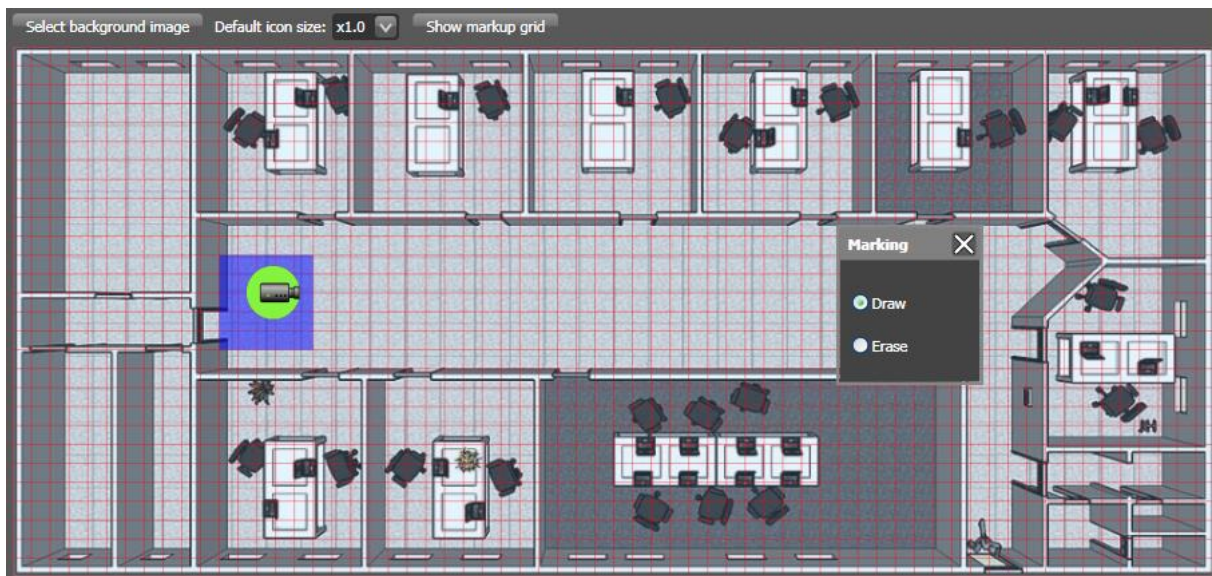 Select background image Default icon size: x1.0 Show markup grid
Marking
Draw
Erase